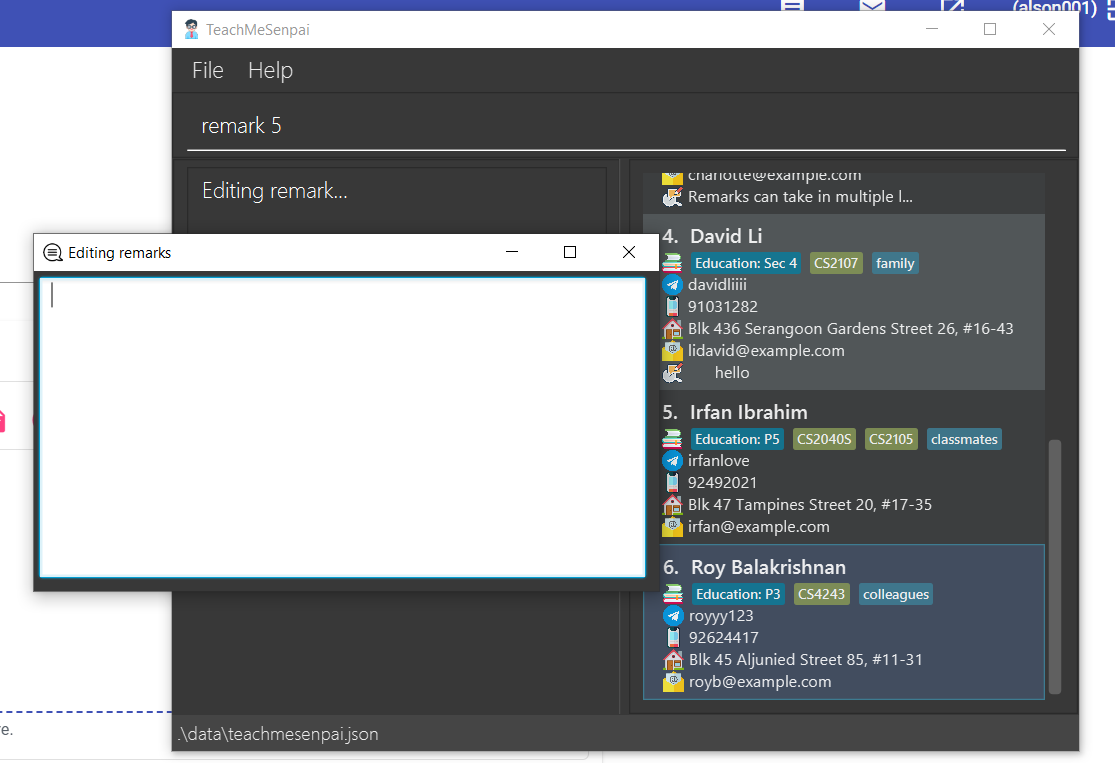 (alson001)
TeachMeSenpai
File Help
remark 5
Editing remark...
Editing remarks
charlotte@example.com
Remarks can take in multiple l...
4. David Li
Education: Sec 4 CS2107 family
davidliiii
91031282
Blk 436 Serangoon Gardens Street 26, #16-43
lidavid@example.com
hello
5. Irfan Ibrahim
Education: P5 CS2040S CS2105 classmates
irfanlove
92492021
Blk 47 Tampines Street 20, #17-35
irfan@example.com
6. Roy Balakrishnan
Education: P3 CS4243 colleagues
royyy123
92624417
Blk 45 Aljunied Street 85, #11-31
royb@example.com
.\data\teachmesenpai.json
e.